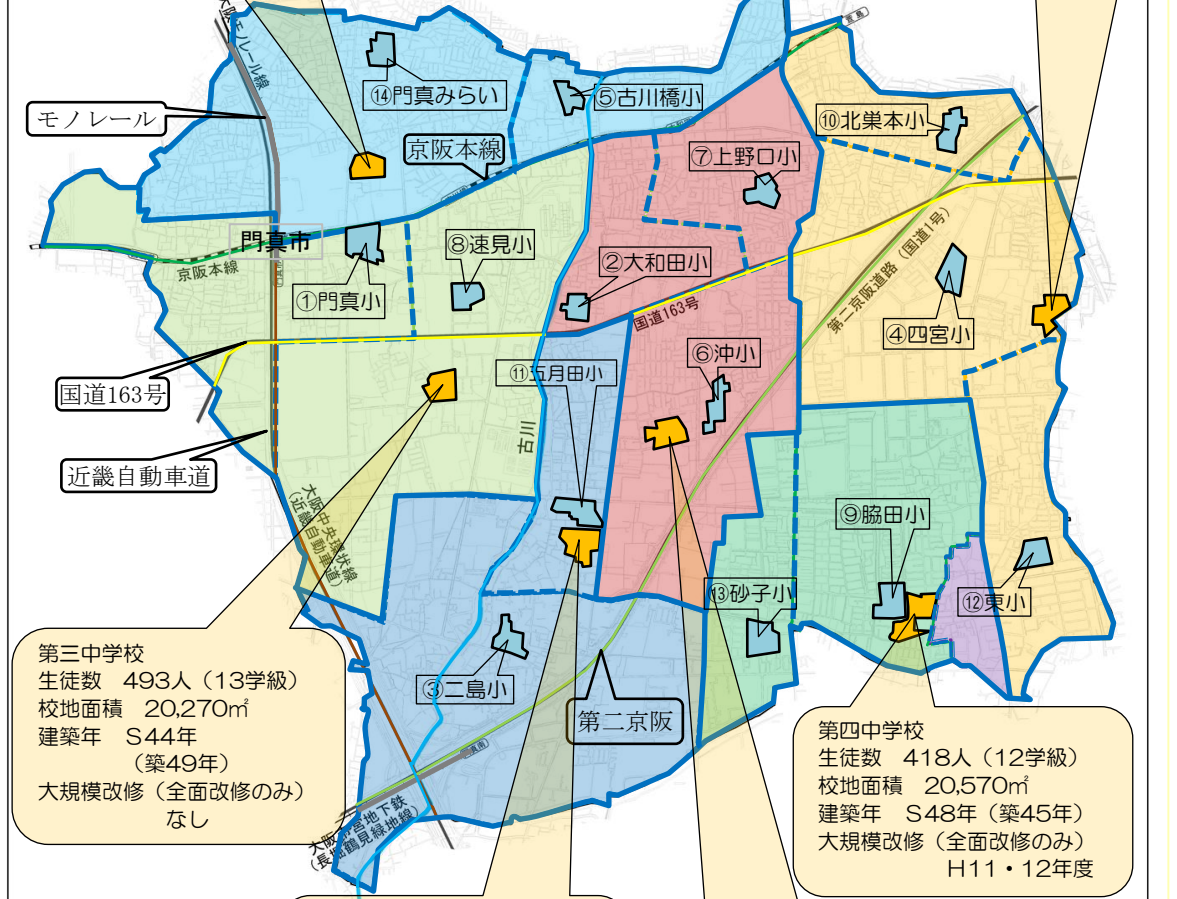 大阪モノレール線
⑭門真みらい
⑤古川橋小
モノレール
京阪本線
⑩北巣本小
⑦上野口小
門真市
京阪本線
⑧速見小
②大和田小
第二京阪道路（国道1号）
①門真小
国道163号
④四宮小
⑥沖小
⑪五月田小
国道163号
古川
近畿自動車道
大阪中央環状線
（近畿自動車道）
⑨脇田小
⑬砂子小
⑫東小
③二島小
第二京阪
第三中学校
生徒数　493人（13学級）
校地面積　20,270㎡
建築年　S44年
（築49年）
大規模改修（全面改修のみ）
なし
第四中学校
生徒数　418人（12学級）
校地面積　20,570㎡
建築年　S48年（築45年）
大規模改修（全面改修のみ）
H11・12年度
（長堀鶴見緑地線）